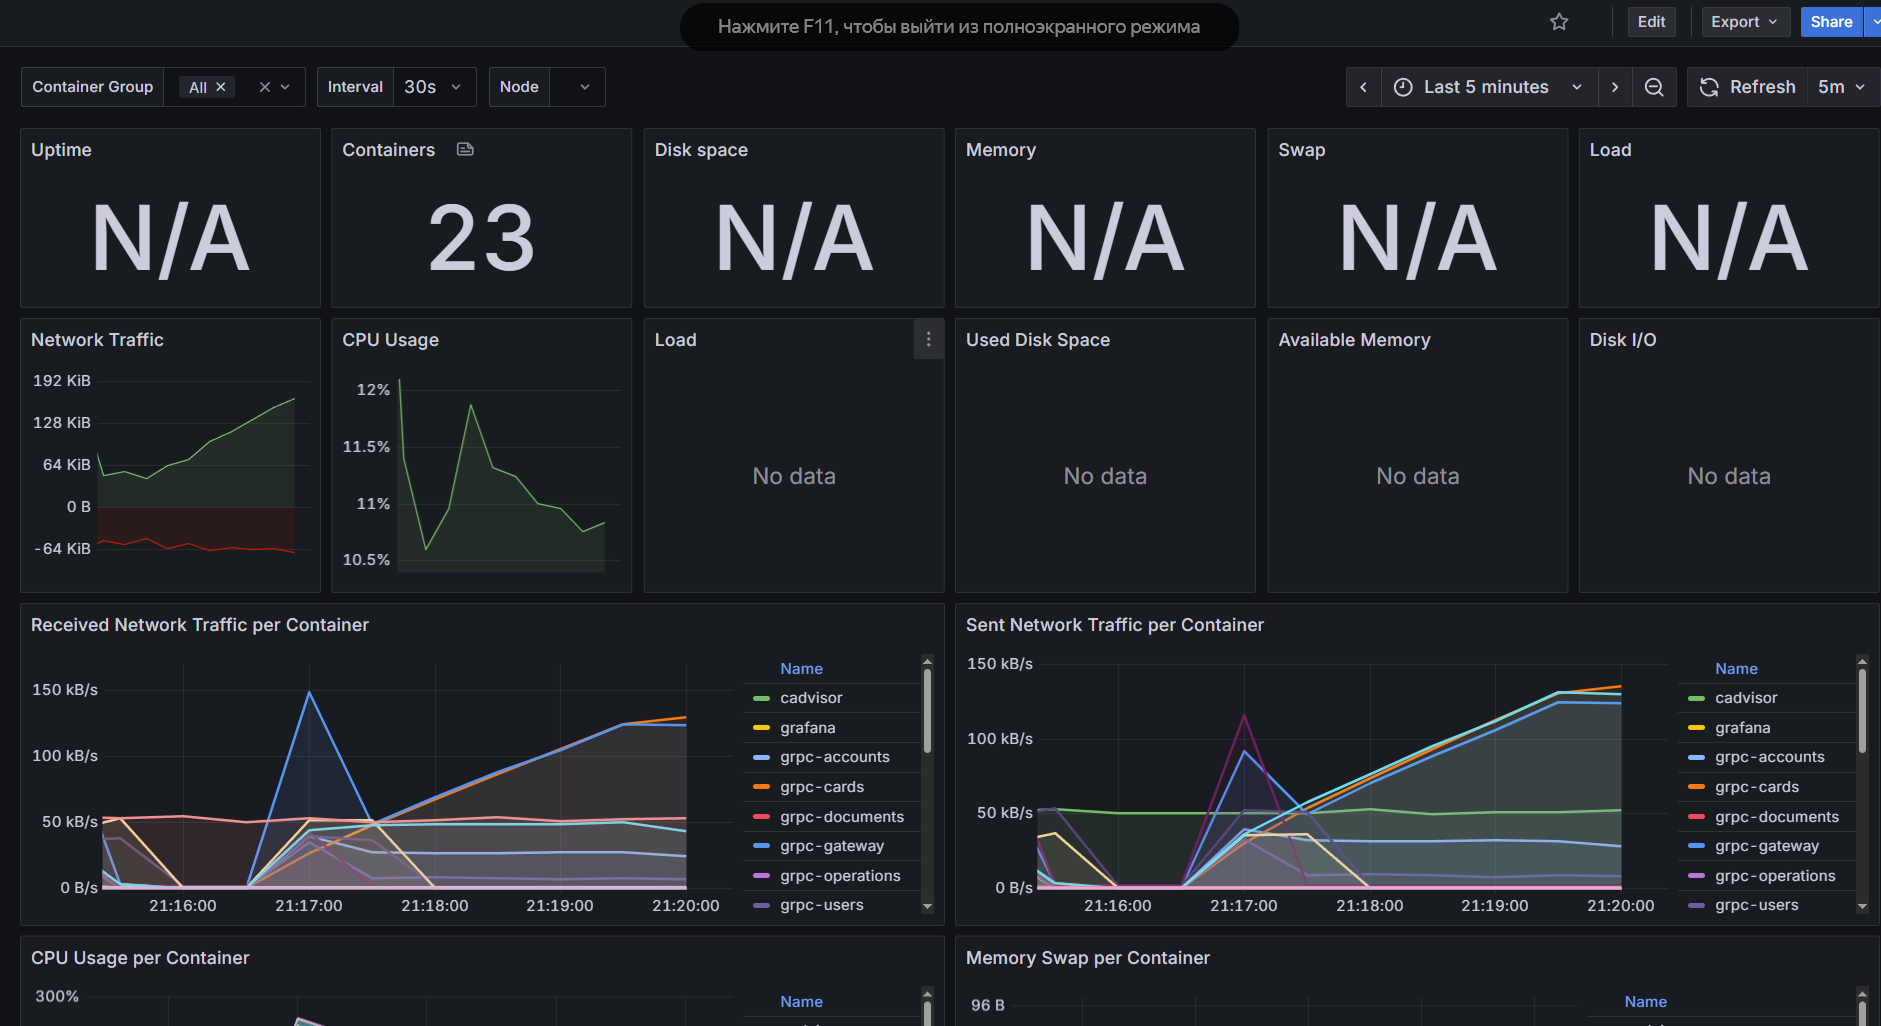 Нажмите F11, чтобы выйти из полноэкранного режима
Edit
Export
Share
Container Group
All
Interval
30s
Node
Last 5 minutes
Refresh
5m
Uptime
N/A
Containers
23
Disk space
N/A
Memory
N/A
Swap
N/A
Load
N/A
Network Traffic
192 KiB
128 KiB
64 KiB
0 B
-64 KiB
CPU Usage
12%
11.5%
11%
10.5%
Load
No data
Used Disk Space
No data
Available Memory
No data
Disk I/O
No data
Received Network Traffic per Container
150 kB/s
100 kB/s
50 kB/s
0 B/s
21:16:00
21:17:00
21:18:00
21:19:00
21:20:00
Name
cadvisor
grafana
grpc-accounts
grpc-cards
grpc-documents
grpc-gateway
grpc-operations
grpc-users
Sent Network Traffic per Container
150 kB/s
100 kB/s
50 kB/s
0 B/s
21:16:00
21:17:00
21:18:00
21:19:00
21:20:00
Name
cadvisor
grafana
grpc-accounts
grpc-cards
grpc-documents
grpc-gateway
grpc-operations
grpc-users
CPU Usage per Container
300%
Name
Memory Swap per Container
96 B
Name